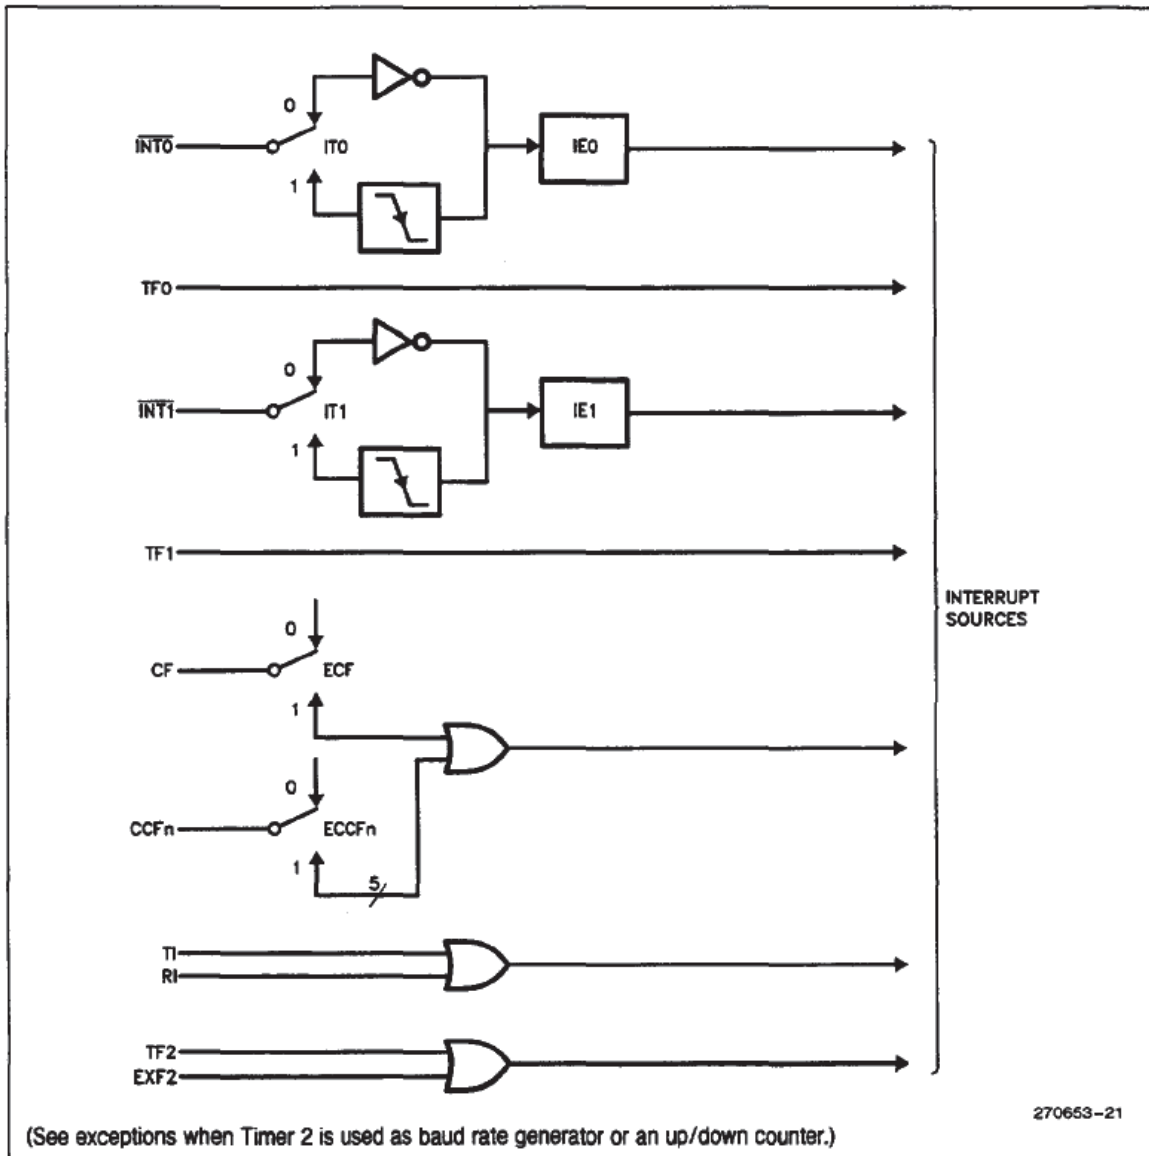 0
INT0
IT0
IE0
1
TF0
0
INT1
IT1
IE1
1
TF1
INTERRUPT
SOURCES
0
CF
ECF
1
0
CCFn
ECCFn
1
5
TI
RI
TF2
EXF2
270653-21
(See exceptions when Timer 2 is used as baud rate generator or an up/down counter.)